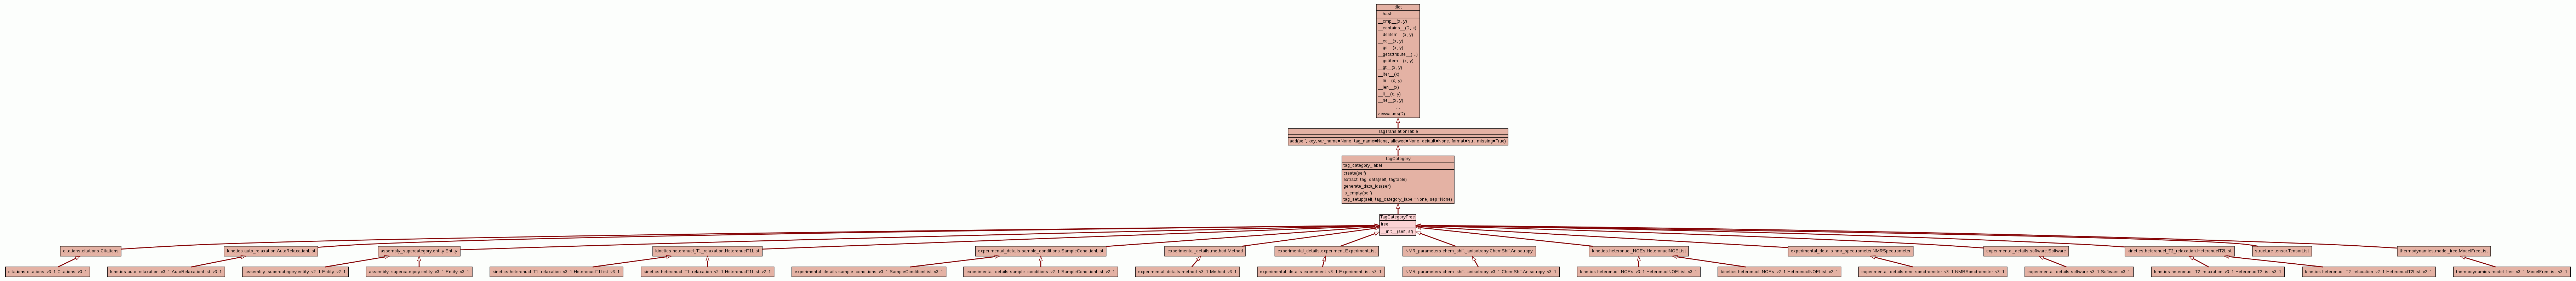 dict
__hash__
__cmp__(x, y)
__contains__(D, k)
__delitem__(x, y)
__eq__(x, y)
__ge__(x, y)
__getattribute__(...)
__getitem__(x, y)
__gt__(x, y)
__iter__(x)
__le__(x, y)
__len__(x)
__lt__(x, y)
__ne__(x, y)
...
viewvalues(D)
TagTranslationTable
add(self, key, var_name=None, tag_name=None, allowed=None, default=None, format='str', missing=True)
TagCategory
tag_category_label
create(self)
extract_tag_data(self, tagtable)
generate_data_ids(self)
is_empty(self)
tag_setup(self, tag_category_label=None, sep=None)
TagCategoryFree
free
__init__(self, sf)
citations.citations.Citations
kinetics.auto_relaxation.AutoRelaxationList
assembly_supercategory.entity.Entity
kinetics.heteronucl_T1_relaxation.HeteronuclT1List
experimental_details.sample_conditions.SampleConditionList
experimental_details.method.Method
experimental_details.experiment.ExperimentList
NMR_parameters.chem_shift_anisotropy.ChemShiftAnisotropy
kinetics.heteronucl_NOEs.HeteronuclNOEList
experimental_details.nmr_spectrometer.NMRSpectrometer
experimental_details.software.Software
kinetics.heteronucl_T2_relaxation.HeteronuclT2List
structure.tensor.TensorList
thermodynamics.model_free.ModelFreeList
citations.citations_v3_1.Citations_v3_1
kinetics.auto_relaxation_v3_1.AutoRelaxationList_v3_1
assembly_supercategory.entity_v2_1.Entity_v2_1
assembly_supercategory.entity_v3_1.Entity_v3_1
kinetics.heteronucl_T1_relaxation_v3_1.HeteronuclT1List_v3_1
kinetics.heteronucl_T1_relaxation_v2_1.HeteronuclT1List_v2_1
experimental_details.sample_conditions_v3_1.SampleConditionList_v3_1
experimental_details.sample_conditions_v2_1.SampleConditionList_v2_1
experimental_details.method_v3_1.Method_v3_1
experimental_details.experiment_v3_1.ExperimentList_v3_1
NMR_parameters.chem_shift_anisotropy_v3_1.ChemShiftAnisotropy_v3_1
kinetics.heteronucl_NOEs_v3_1.HeteronuclNOEList_v3_1
kinetics.heteronucl_NOEs_v2_1.HeteronuclNOEList_v2_1
experimental_details.nmr_spectrometer_v3_1.NMRSpectrometer_v3_1
experimental_details.software_v3_1.Software_v3_1
kinetics.heteronucl_T2_relaxation_v3_1.HeteronuclT2List_v3_1
kinetics.heteronucl_T2_relaxation_v2_1.HeteronuclT2List_v2_1
thermodynamics.model_free_v3_1.ModelFreeList_v3_1